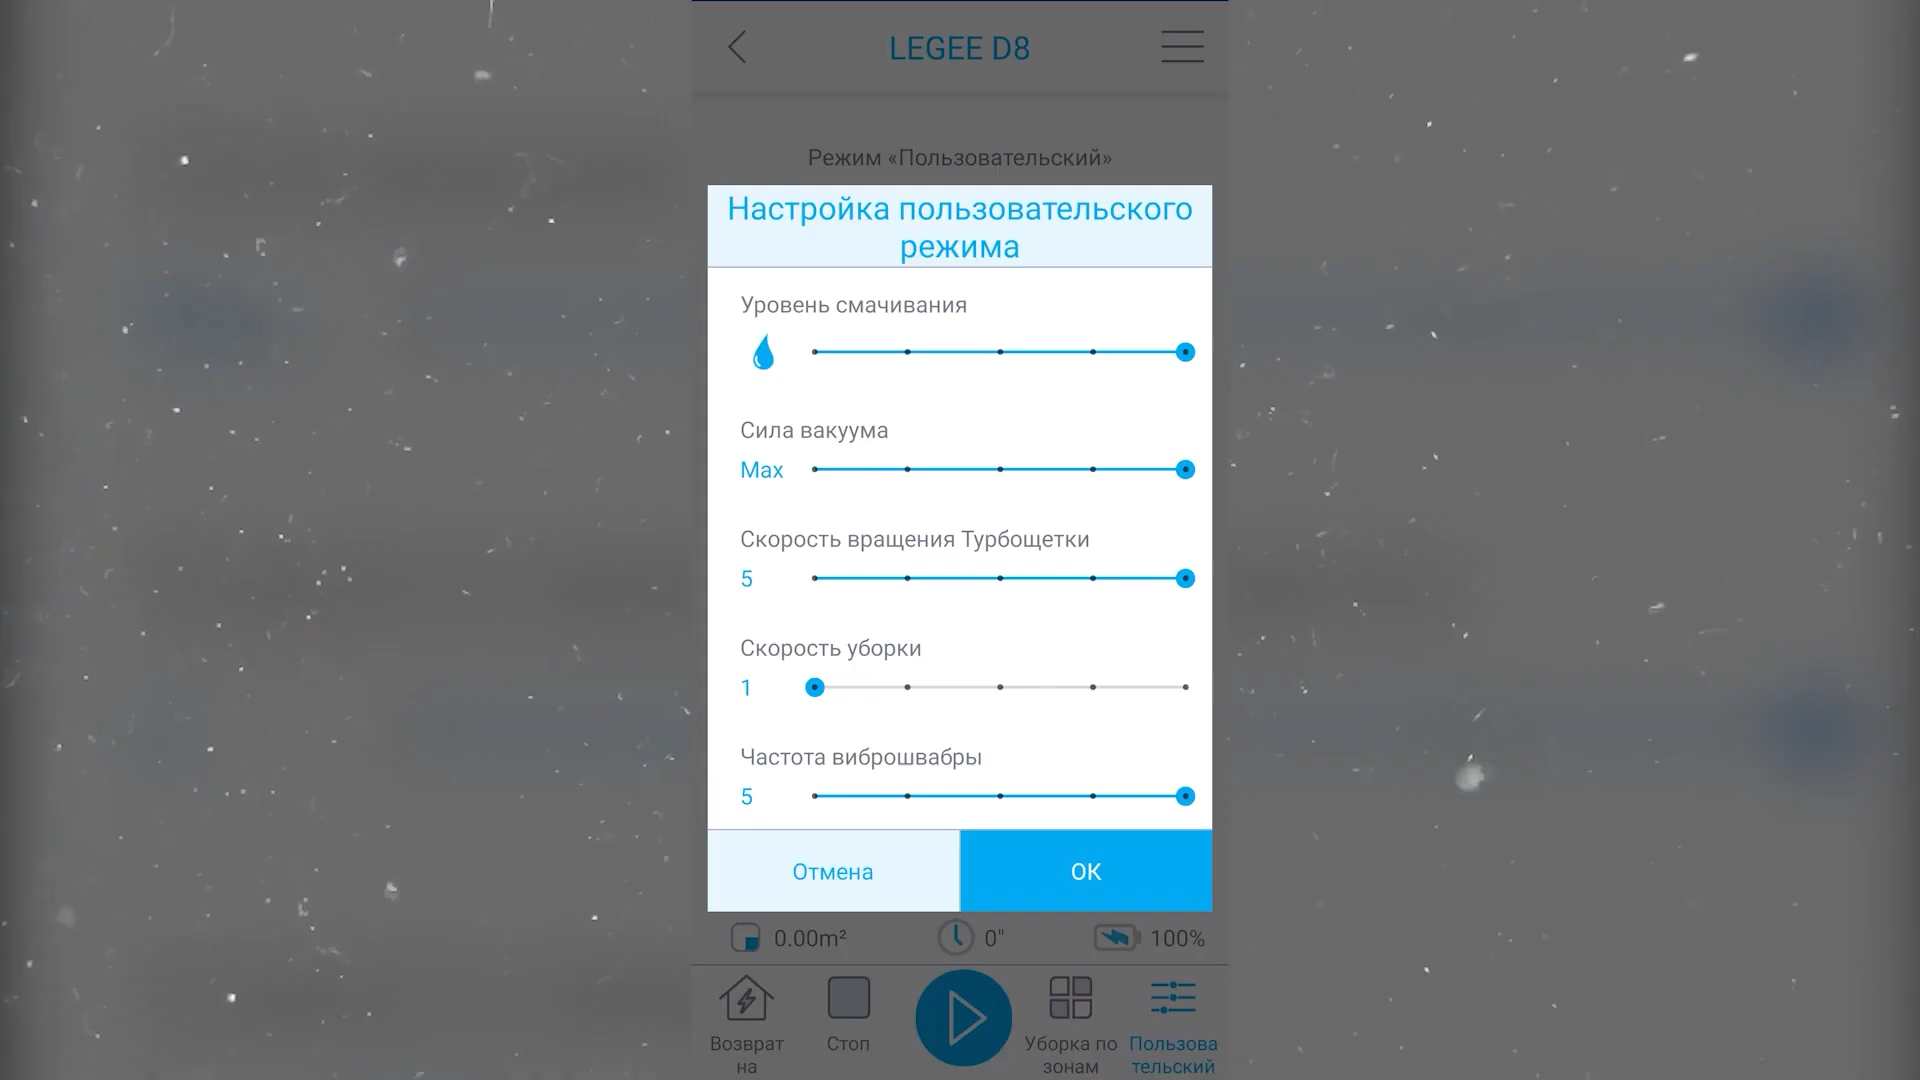 LEGEE D8
Режим «Пользовательский»
Настройка пользовательского
режима
Уровень смачивания
Сила вакуума
Max
Скорость вращения Турбощетки
5
Скорость уборки
1
Частота виброшвабры
5
Отмена
OK
0.00m²
0"
100%
Возврат
на
Стоп
Уборка по
зонам
Пользова
тельский